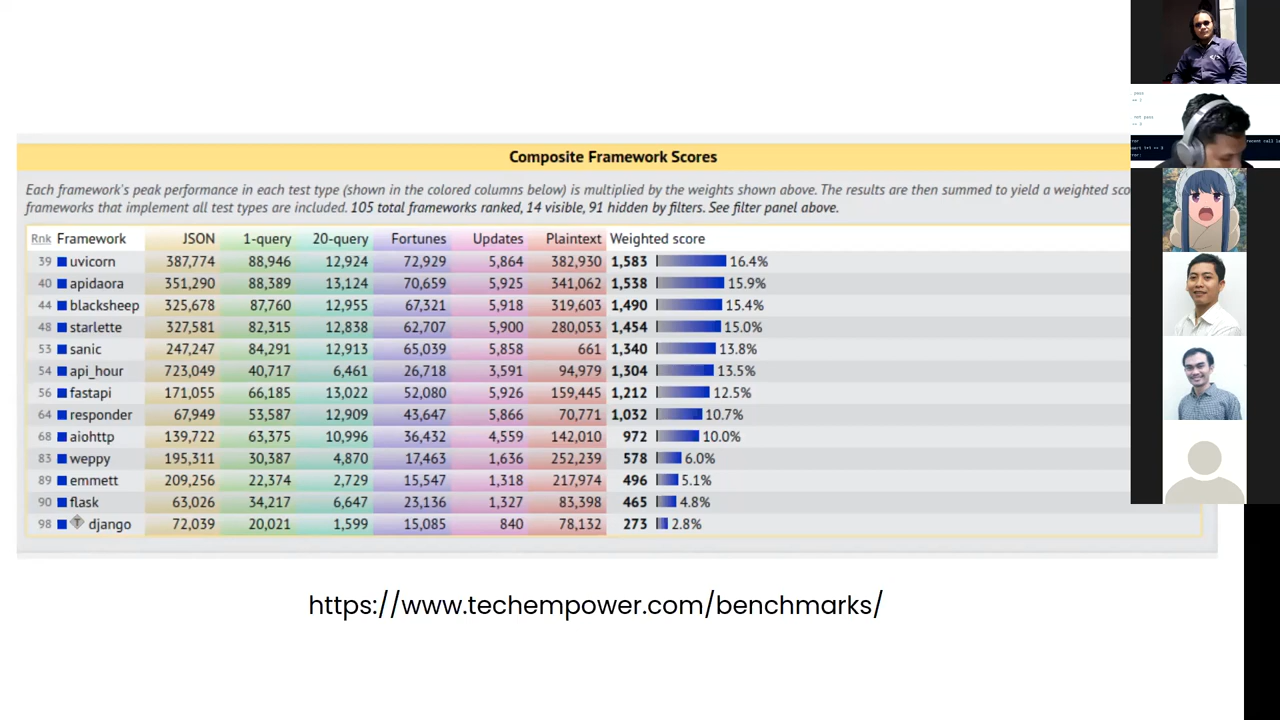 Composite Framework Scores
Each framework's peak performance in each test type (shown in the colored columns below) is multiplied by the weights shown above. The results are then summed to yield a weighted
frameworks that implement all test types are included. 105 total frameworks ranked, 14 visible, 91 hidden by filters. See filter panel above.
Rnk Framework JSON 1-query 20-query Fortunes Updates Plaintext Weighted score
39 uvicorn 387,774 88,946 12,924 72,929 5,864 382,930 1,583 16.4%
40 apidaora 351,290 88,389 13,124 70,659 5,925 341,062 1,538 15.9%
44 blacksheep 325,678 87,760 12,955 67,321 5,918 319,603 1,490 15.4%
48 starlette 327,581 82,315 12,838 62,707 5,900 280,053 1,454 15.0%
53 sanic 247,247 84,291 12,913 65,039 5,858 661 1,340 13.8%
54 api_hour 723,049 40,717 6,461 26,718 3,591 94,979 1,304 13.5%
56 fastapi 171,055 66,185 13,022 52,080 5,926 159,445 1,212 12.5%
64 responder 67,949 53,587 12,909 43,647 5,866 70,771 1,032 10.7%
68 aiohttp 139,722 63,375 10,996 36,432 4,559 142,010 972 10.0%
83 weppy 195,311 30,387 4,870 17,463 1,636 252,239 578 6.0%
89 emmett 209,256 22,374 2,729 15,547 1,318 217,974 496 5.1%
90 flask 63,026 34,217 6,647 23,136 1,327 83,398 465 4.8%
98 django 72,039 20,021 1,599 15,085 840 78,132 273 2.8%
https://www.techempower.com/benchmarks/